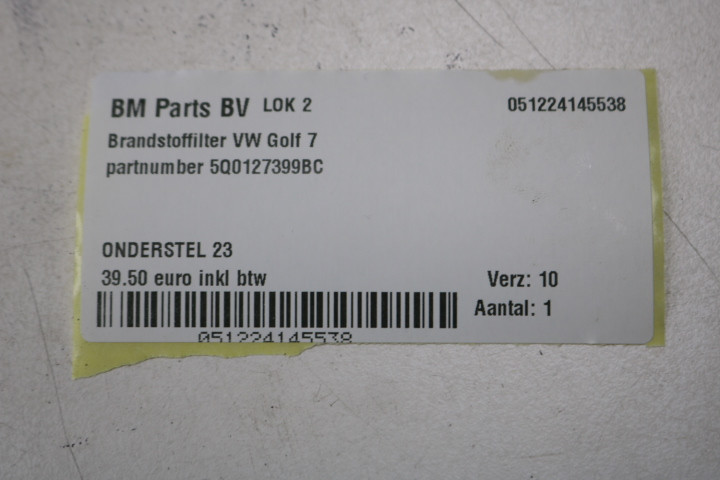 BM Parts BV LOK 2 051224145538
Brandstoffilter VW Golf 7
partnumber 5Q0127399BC
ONDERSTEL 23
39.50 euro inkl btw Verz: 10
Aantal: 1
051224145538